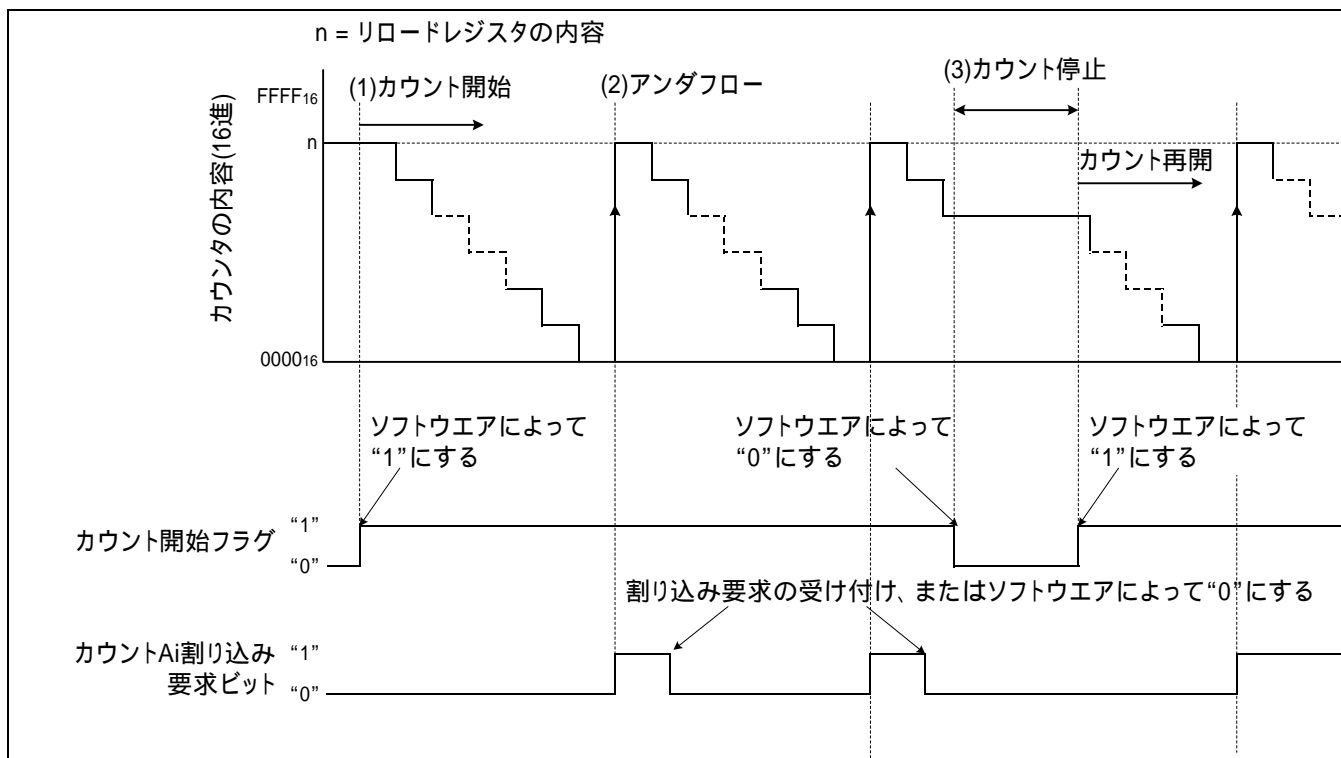 n = リロードレジスタの内容
(1)カウント開始
(2)アンダフロー
(3)カウント停止
カウンタの内容(16進)
FFFF16
n
カウント再開
000016
ソフトウエアによって
“1”にする
ソフトウエアによって
“0”にする
ソフトウエアによって
“1”にする
カウント開始フラグ
“1”
“0”
割り込み要求の受け付け、またはソフトウエアによって“0”にする
カウントAi割り込み
要求ビット
“1”
“0”